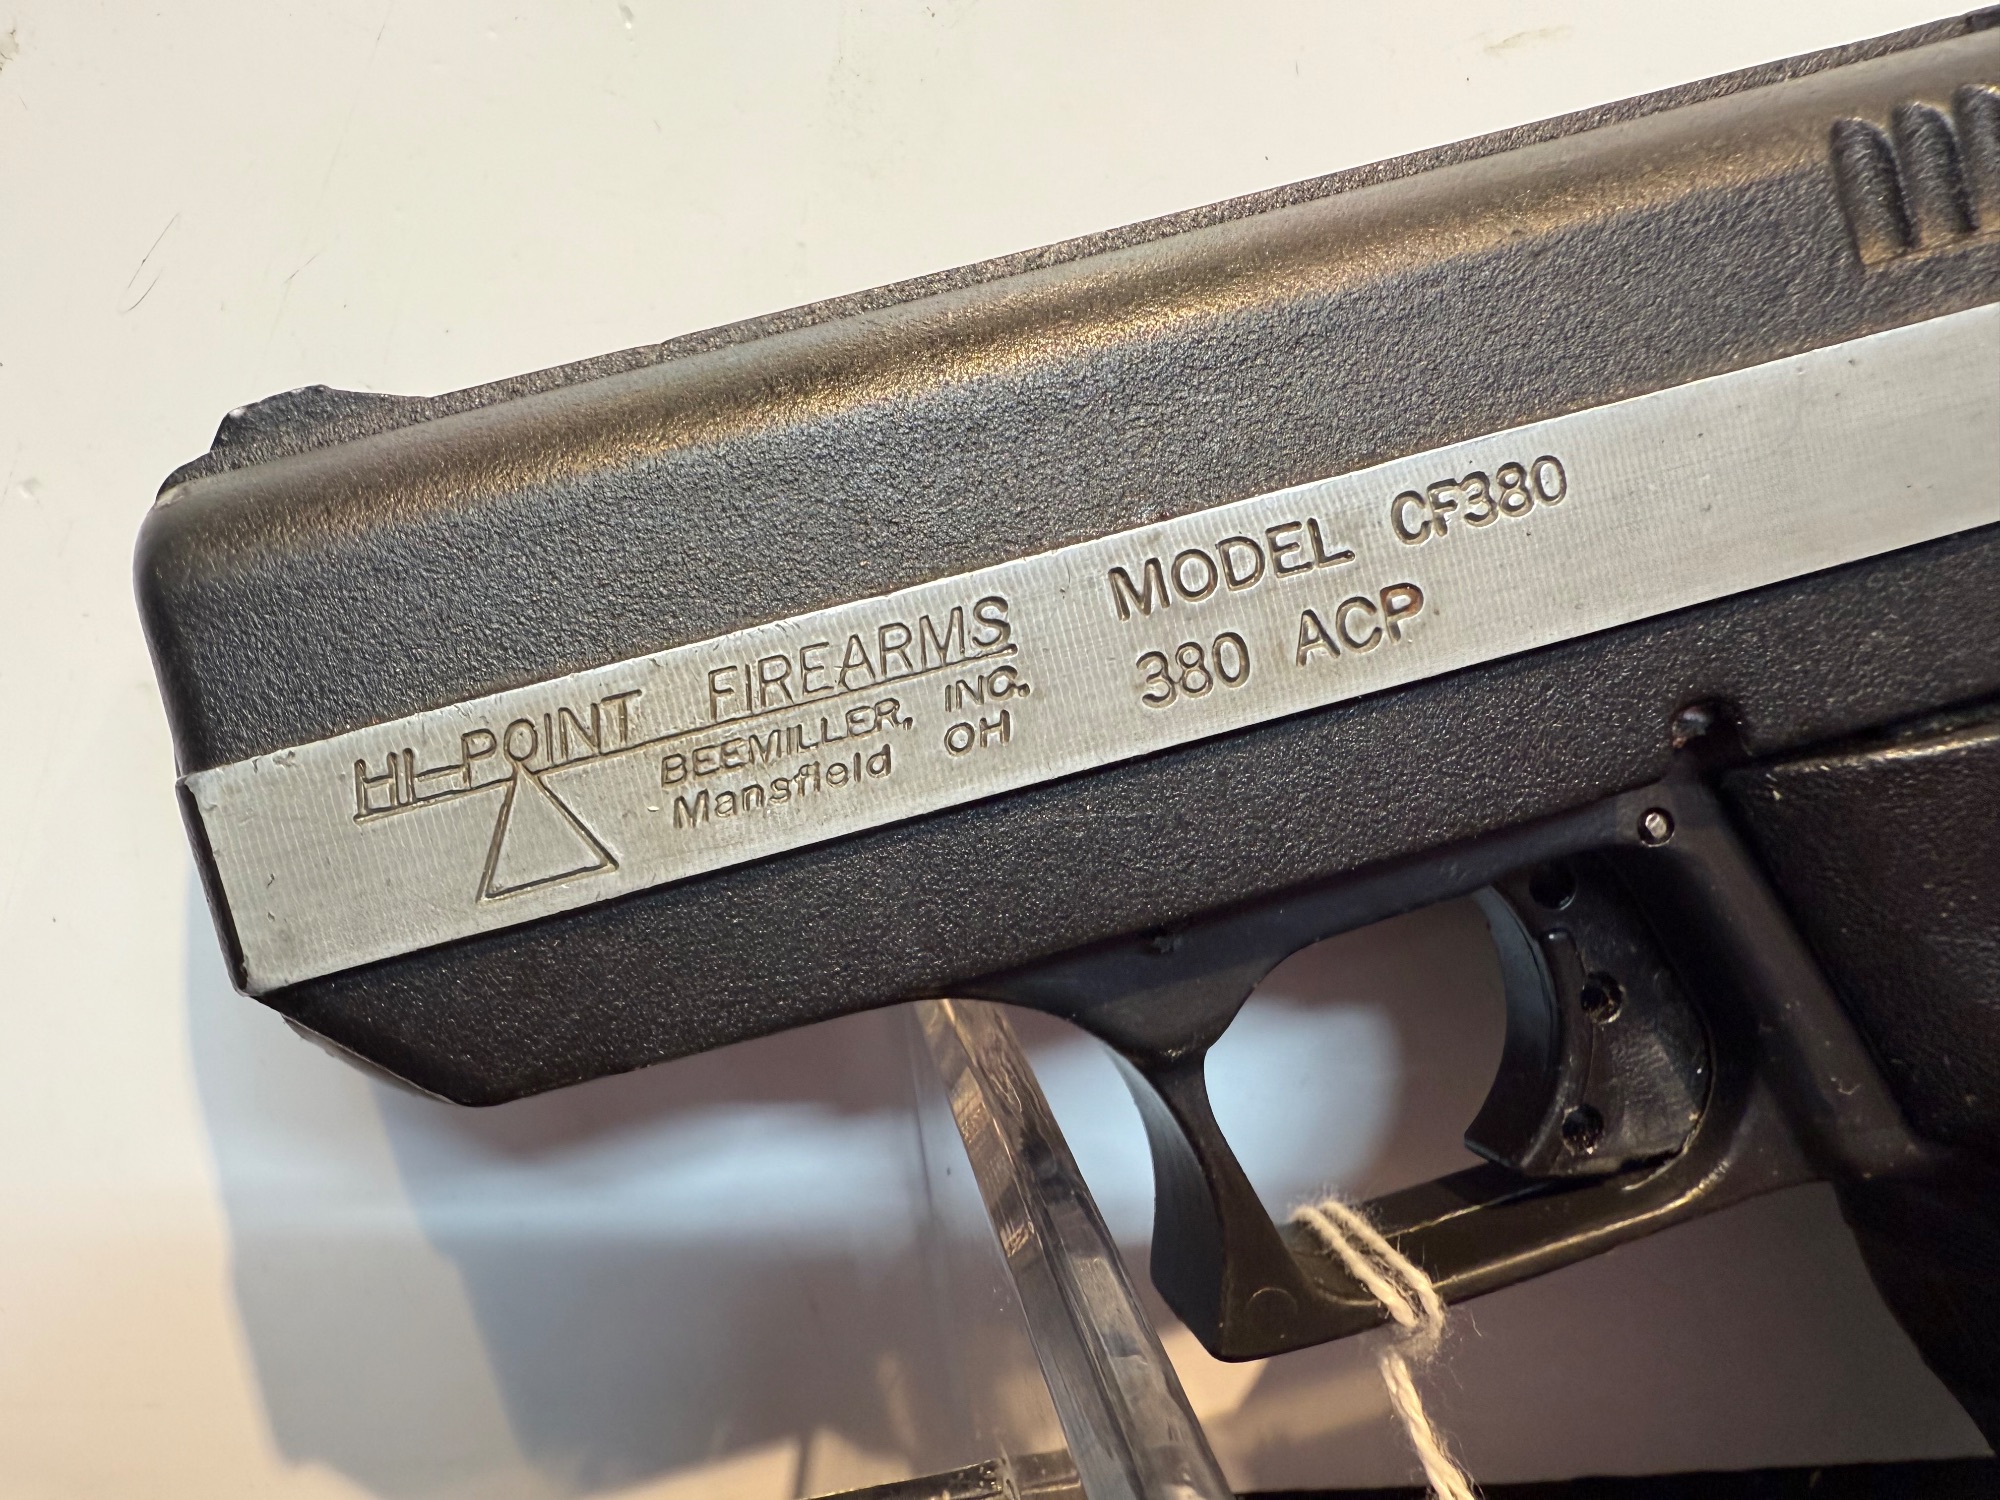 HI-POINT FIREARMS
BEEMILLER, INC.
Mansfield OH
MODEL CF380
380 ACP